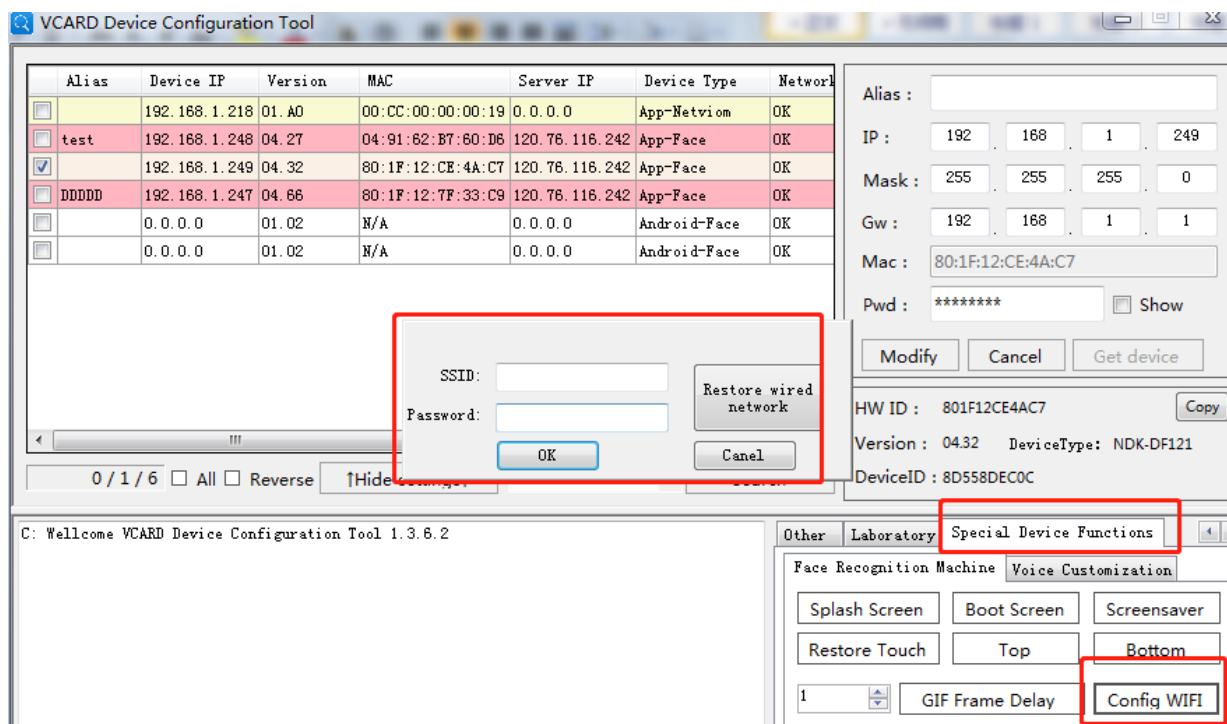 VCARD Device Configuration Tool
Alias Device IP Version MAC Server IP Device Type Network
192.168.1.218 01.A0 00:CC:00:00:00:19 0.0.0.0 App-Netviom OK
test 192.168.1.248 04.27 04:91:62:B7:60:D6 120.76.116.242 App-Face OK
192.168.1.249 04.32 80:1F:12:CE:4A:C7 120.76.116.242 App-Face OK
DDDDD 192.168.1.247 04.66 80:1F:12:7F:33:C9 120.76.116.242 App-Face OK
0.0.0.0 01.02 N/A 0.0.0.0 Android-Face OK
0.0.0.0 01.02 N/A 0.0.0.0 Android-Face OK
Alias :
IP : 192 . 168 . 1 . 249
Mask : 255 . 255 . 255 . 0
Gw : 192 . 168 . 1 . 1
Mac : 80:1F:12:CE:4A:C7
Pwd : ******** Show
Modify Cancel Get device
SSID:
Password:
Restore wired
network
OK Canel
HW ID : 801F12CE4AC7 Copy
Version : 04.32 DeviceType: NDK-DF121
DeviceID : 8D558DEC0C
0 / 1 / 6 All Reverse ↑Hide
C: Wellcome VCARD Device Configuration Tool 1.3.6.2
Other Laboratory Special Device Functions
Face Recognition Machine Voice Customization
Splash Screen Boot Screen Screensaver
Restore Touch Top Bottom
1 GIF Frame Delay Config WIFI